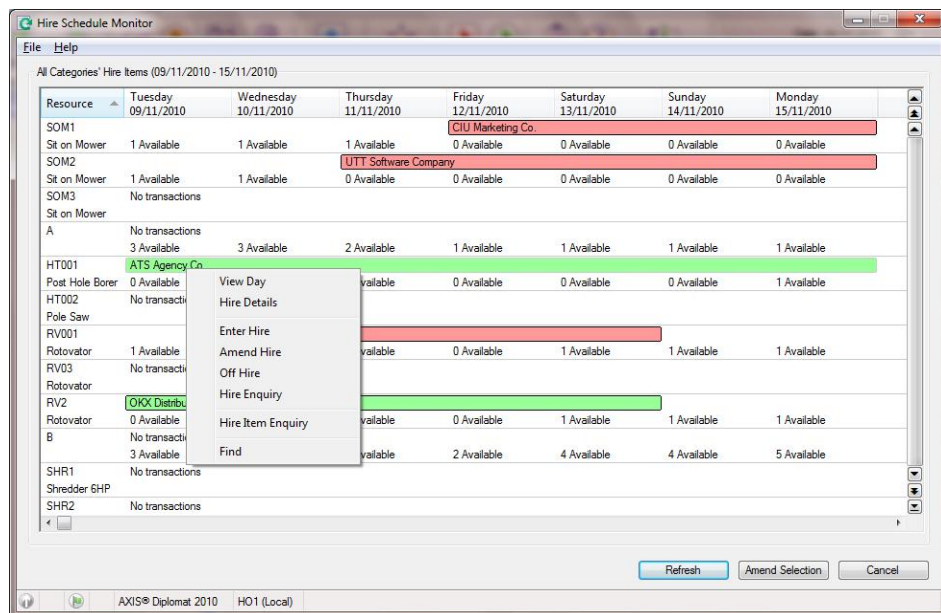 Hire Schedule Monitor
File Help
All Categories' Hire Items (09/11/2010 - 15/11/2010)
Resource Tuesday 09/11/2010 Wednesday 10/11/2010 Thursday 11/11/2010 Friday 12/11/2010 Saturday 13/11/2010 Sunday 14/11/2010 Monday 15/11/2010
SOM1 CIU Marketing Co.
Sit on Mower 1 Available 1 Available 1 Available 0 Available 0 Available 0 Available 0 Available
SOM2 UTT Software Company
Sit on Mower 1 Available 1 Available 0 Available 0 Available 0 Available 0 Available 0 Available
SOM3 No transactions
Sit on Mower
A No transactions
3 Available 3 Available 2 Available 1 Available 1 Available 1 Available 1 Available
HT001 ATS Agency Co
Post Hole Borer 0 Available vailable 0 Available 0 Available 0 Available 1 Available
HT002 No transacti
Pole Saw
RV001
Rotovator 1 Available vailable 0 Available 1 Available 1 Available 1 Available
RV03 No transacti
Rotovator
RV2 OKX Distribu
Rotovator 0 Available vailable 0 Available 1 Available 1 Available 1 Available
B No transacti
3 Available vailable 2 Available 4 Available 4 Available 5 Available
SHR1 No transactions
Shredder 6HP
SHR2 No transactions
View Day
Hire Details
Enter Hire
Amend Hire
Off Hire
Hire Enquiry
Hire Item Enquiry
Find
Refresh Amend Selection Cancel
AXIS® Diplomat 2010 HO1 (Local)